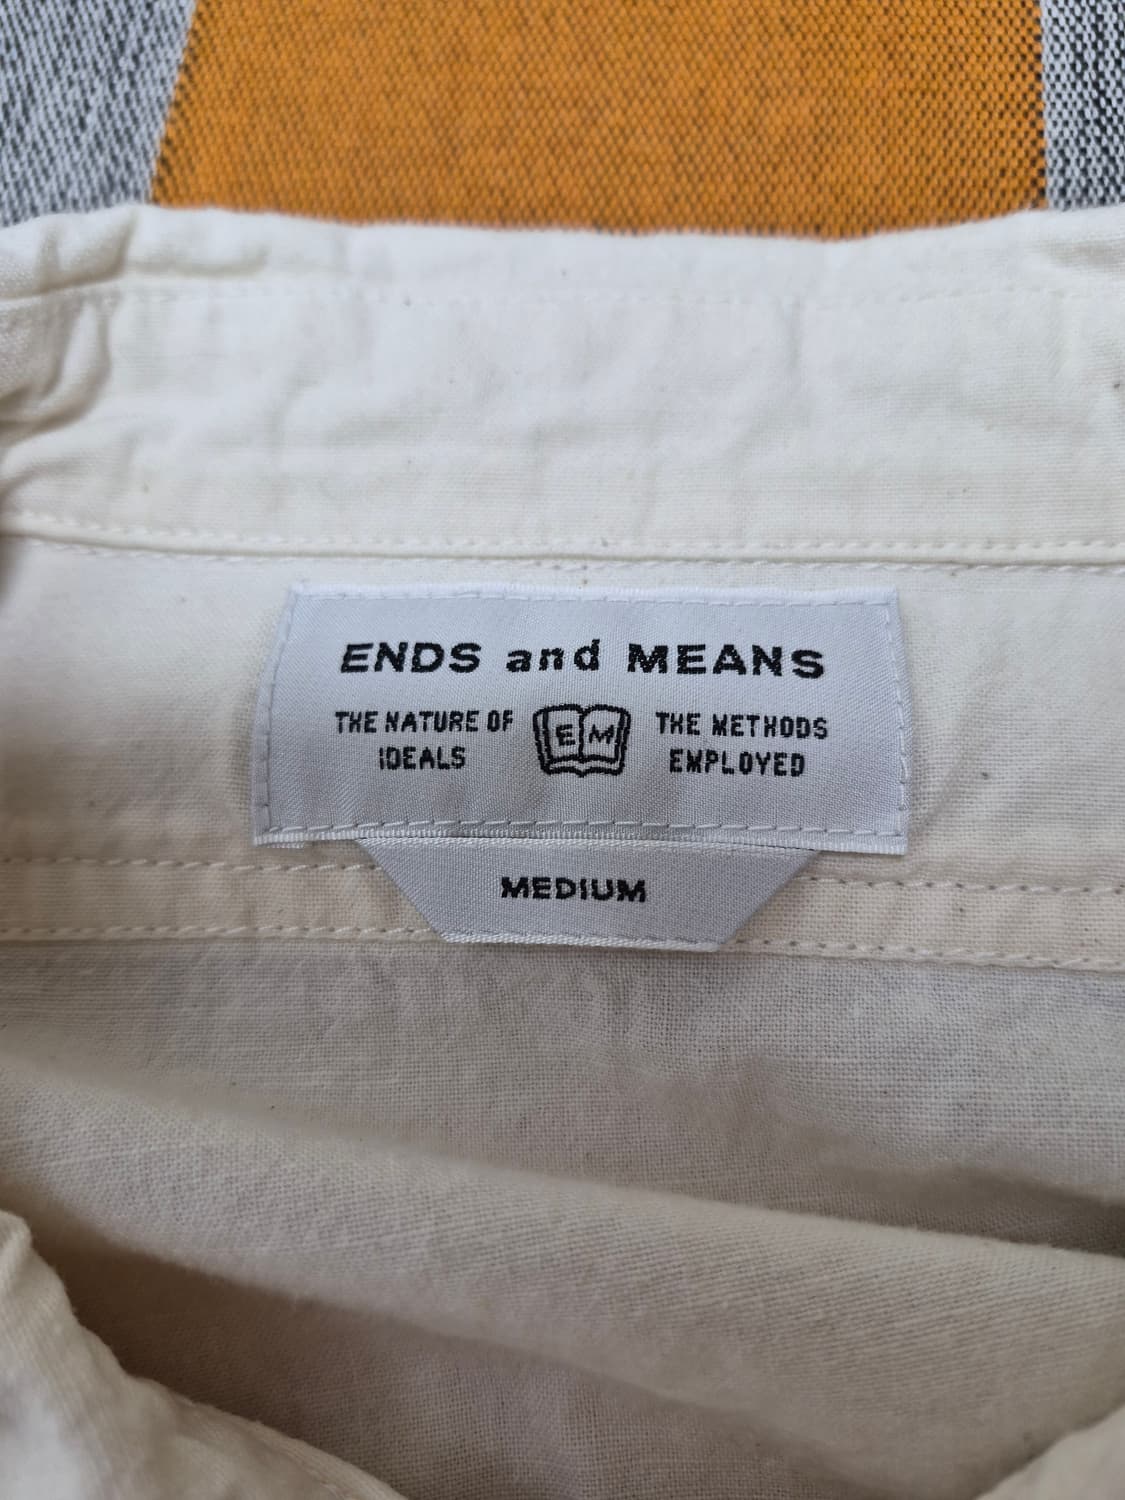 ENDS and MEANS
THE NATURE OF
IDEALS
E M
THE METHODS
EMPLOYED
MEDIUM